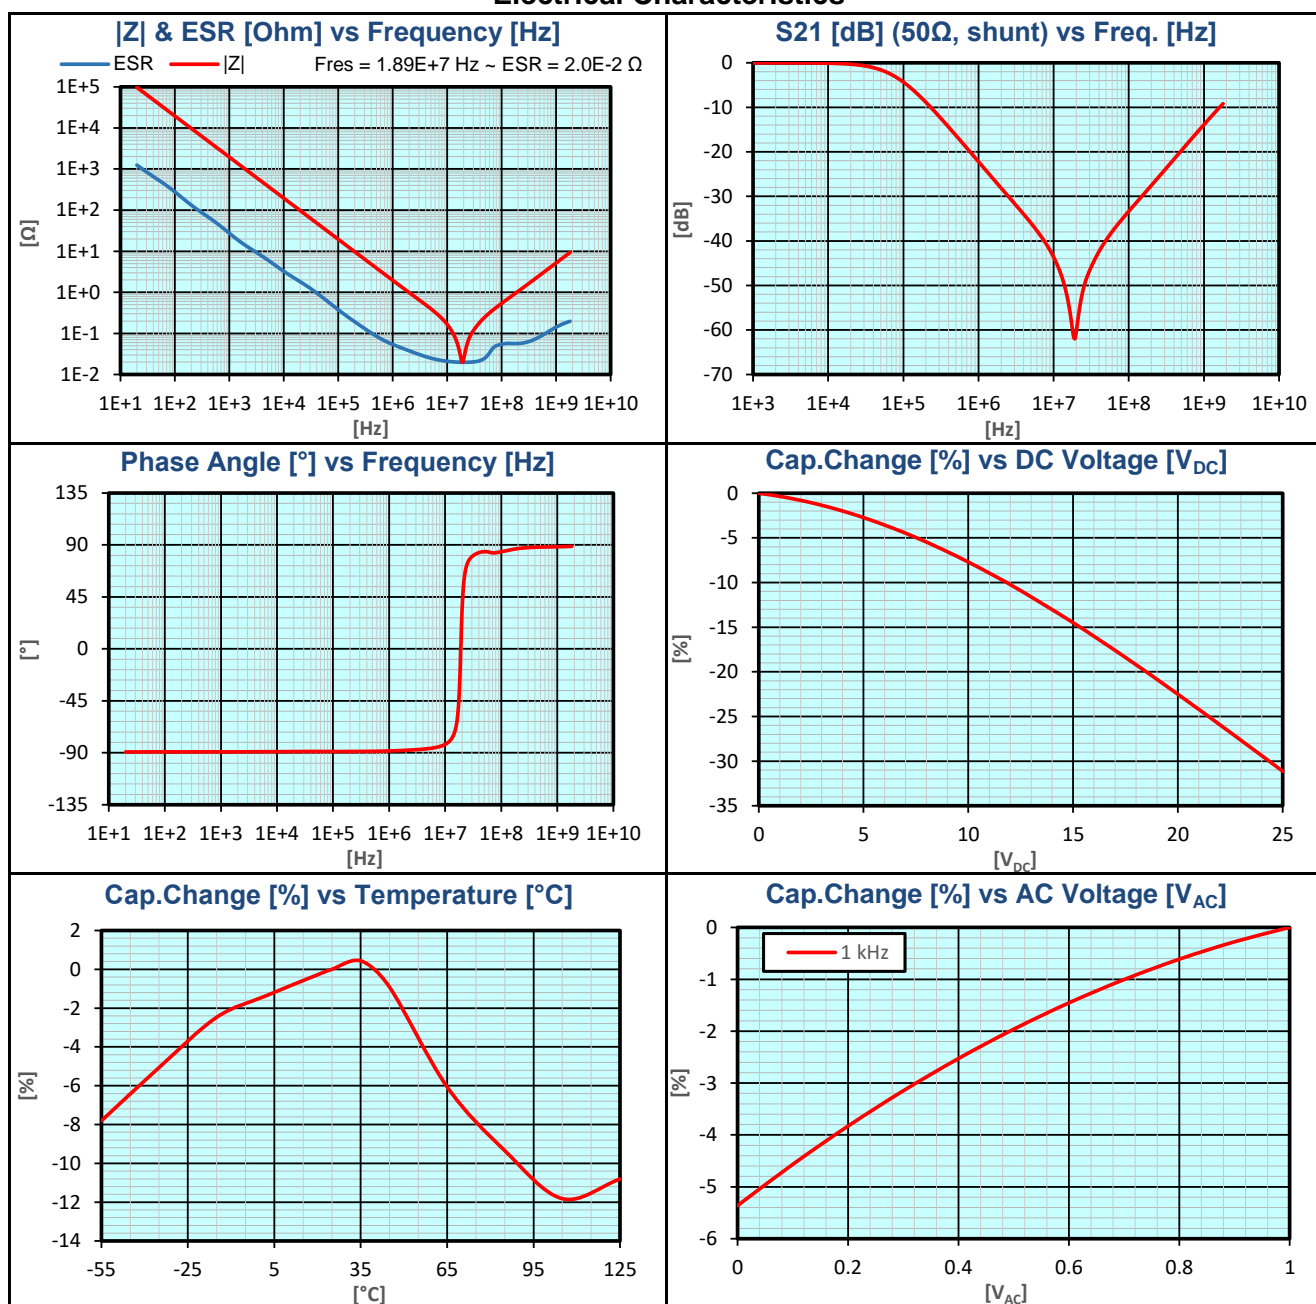 Electrical Characteristics
|Z| & ESR [Ohm] vs Frequency [Hz]
ESR |Z| Fres = 1.89E+7 Hz ~ ESR = 2.0E-2 Ω
1E+5
1E+4
1E+3
1E+2
1E+1
1E+0
1E-1
1E-2
[Ω]
1E+1 1E+2 1E+3 1E+4 1E+5 1E+6 1E+7 1E+8 1E+9 1E+10
[Hz]
S21 [dB] (50Ω, shunt) vs Freq. [Hz]
0
-10
-20
-30
-40
-50
-60
-70
[dB]
1E+3 1E+4 1E+5 1E+6 1E+7 1E+8 1E+9 1E+10
[Hz]
Phase Angle [°] vs Frequency [Hz]
135
90
45
0
-45
-90
-135
[°]
1E+1 1E+2 1E+3 1E+4 1E+5 1E+6 1E+7 1E+8 1E+9 1E+10
[Hz]
Cap.Change [%] vs DC Voltage [VDC]
0
-5
-10
-15
-20
-25
-30
-35
[%]
0 5 10 15 20 25
[VDC]
Cap.Change [%] vs Temperature [°C]
2
0
-2
-4
-6
-8
-10
-12
-14
[%]
-55 -25 5 35 65 95 125
[°C]
Cap.Change [%] vs AC Voltage [VAC]
1 kHz
0
-1
-2
-3
-4
-5
-6
[%]
0 0.2 0.4 0.6 0.8 1
[VAC]